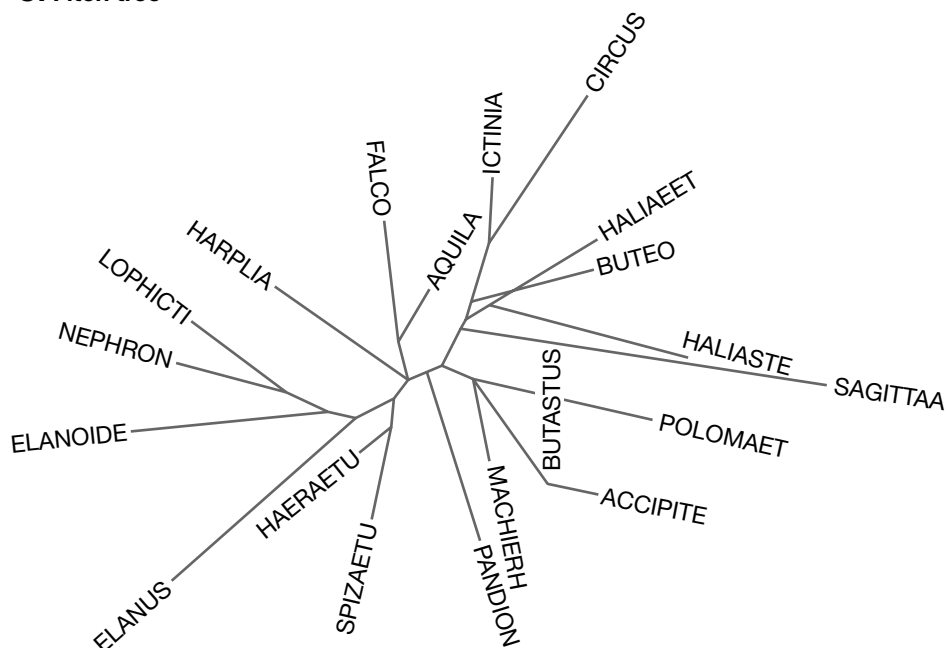 CIRCUS
ICTINIA
FALCO
HALIAEET
AQUILA
HARPLIA
BUTEO
LOPHICTI
NEPHRON
HALIASTE
SAGITTAA
BUTASTUS
ELANOIDE
POLOMAET
HAERAETU
ACCIPITE
MACHIERH
SPIZAETU
PANDION
ELANUS